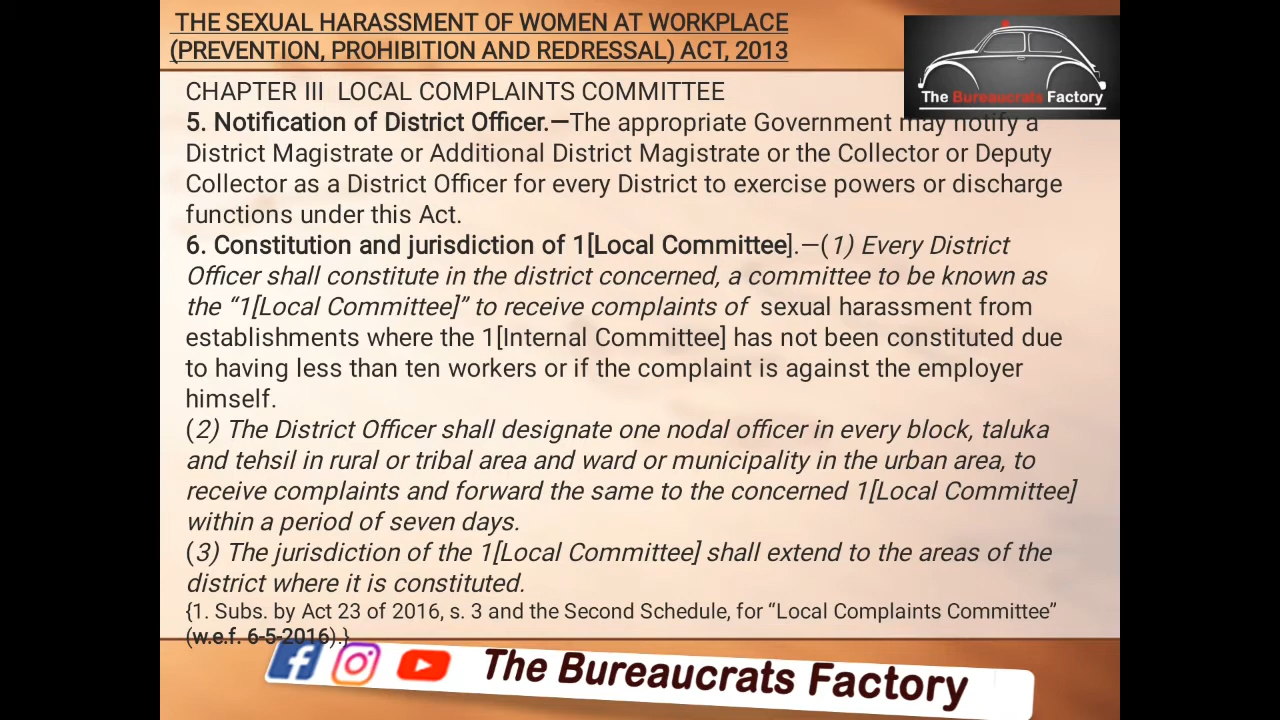 THE SEXUAL HARASSMENT OF WOMEN AT WORKPLACE
(PREVENTION, PROHIBITION AND REDRESSAL) ACT, 2013
The Bureaucrats Factory
CHAPTER III LOCAL COMPLAINTS COMMITTEE
5. Notification of District Officer.—The appropriate Government may notify a
District Magistrate or Additional District Magistrate or the Collector or Deputy
Collector as a District Officer for every District to exercise powers or discharge
functions under this Act.
6. Constitution and jurisdiction of 1[Local Committee].—(1) Every District
Officer shall constitute in the district concerned, a committee to be known as
the “1[Local Committee]” to receive complaints of sexual harassment from
establishments where the 1[Internal Committee] has not been constituted due
to having less than ten workers or if the complaint is against the employer
himself.
(2) The District Officer shall designate one nodal officer in every block, taluka
and tehsil in rural or tribal area and ward or municipality in the urban area, to
receive complaints and forward the same to the concerned 1[Local Committee]
within a period of seven days.
(3) The jurisdiction of the 1[Local Committee] shall extend to the areas of the
district where it is constituted.
{1. Subs. by Act 23 of 2016, s. 3 and the Second Schedule, for “Local Complaints Committee”
(w.e.f. 6-5-2016).}
The Bureaucrats Factory